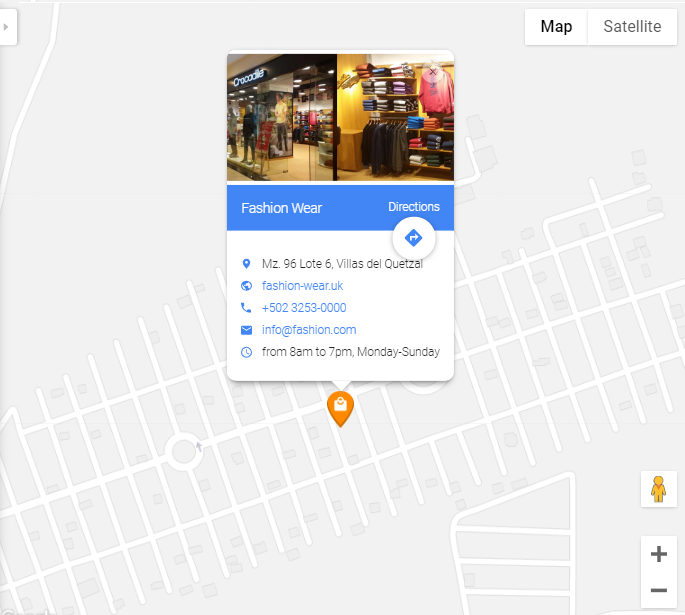 Map Satellite
Crocodile
Fashion Wear Directions
Mz. 96 Lote 6, Villas del Quetzal
fashion-wear.uk
+502 3253-0000
info@fashion.com
from 8am to 7pm, Monday-Sunday